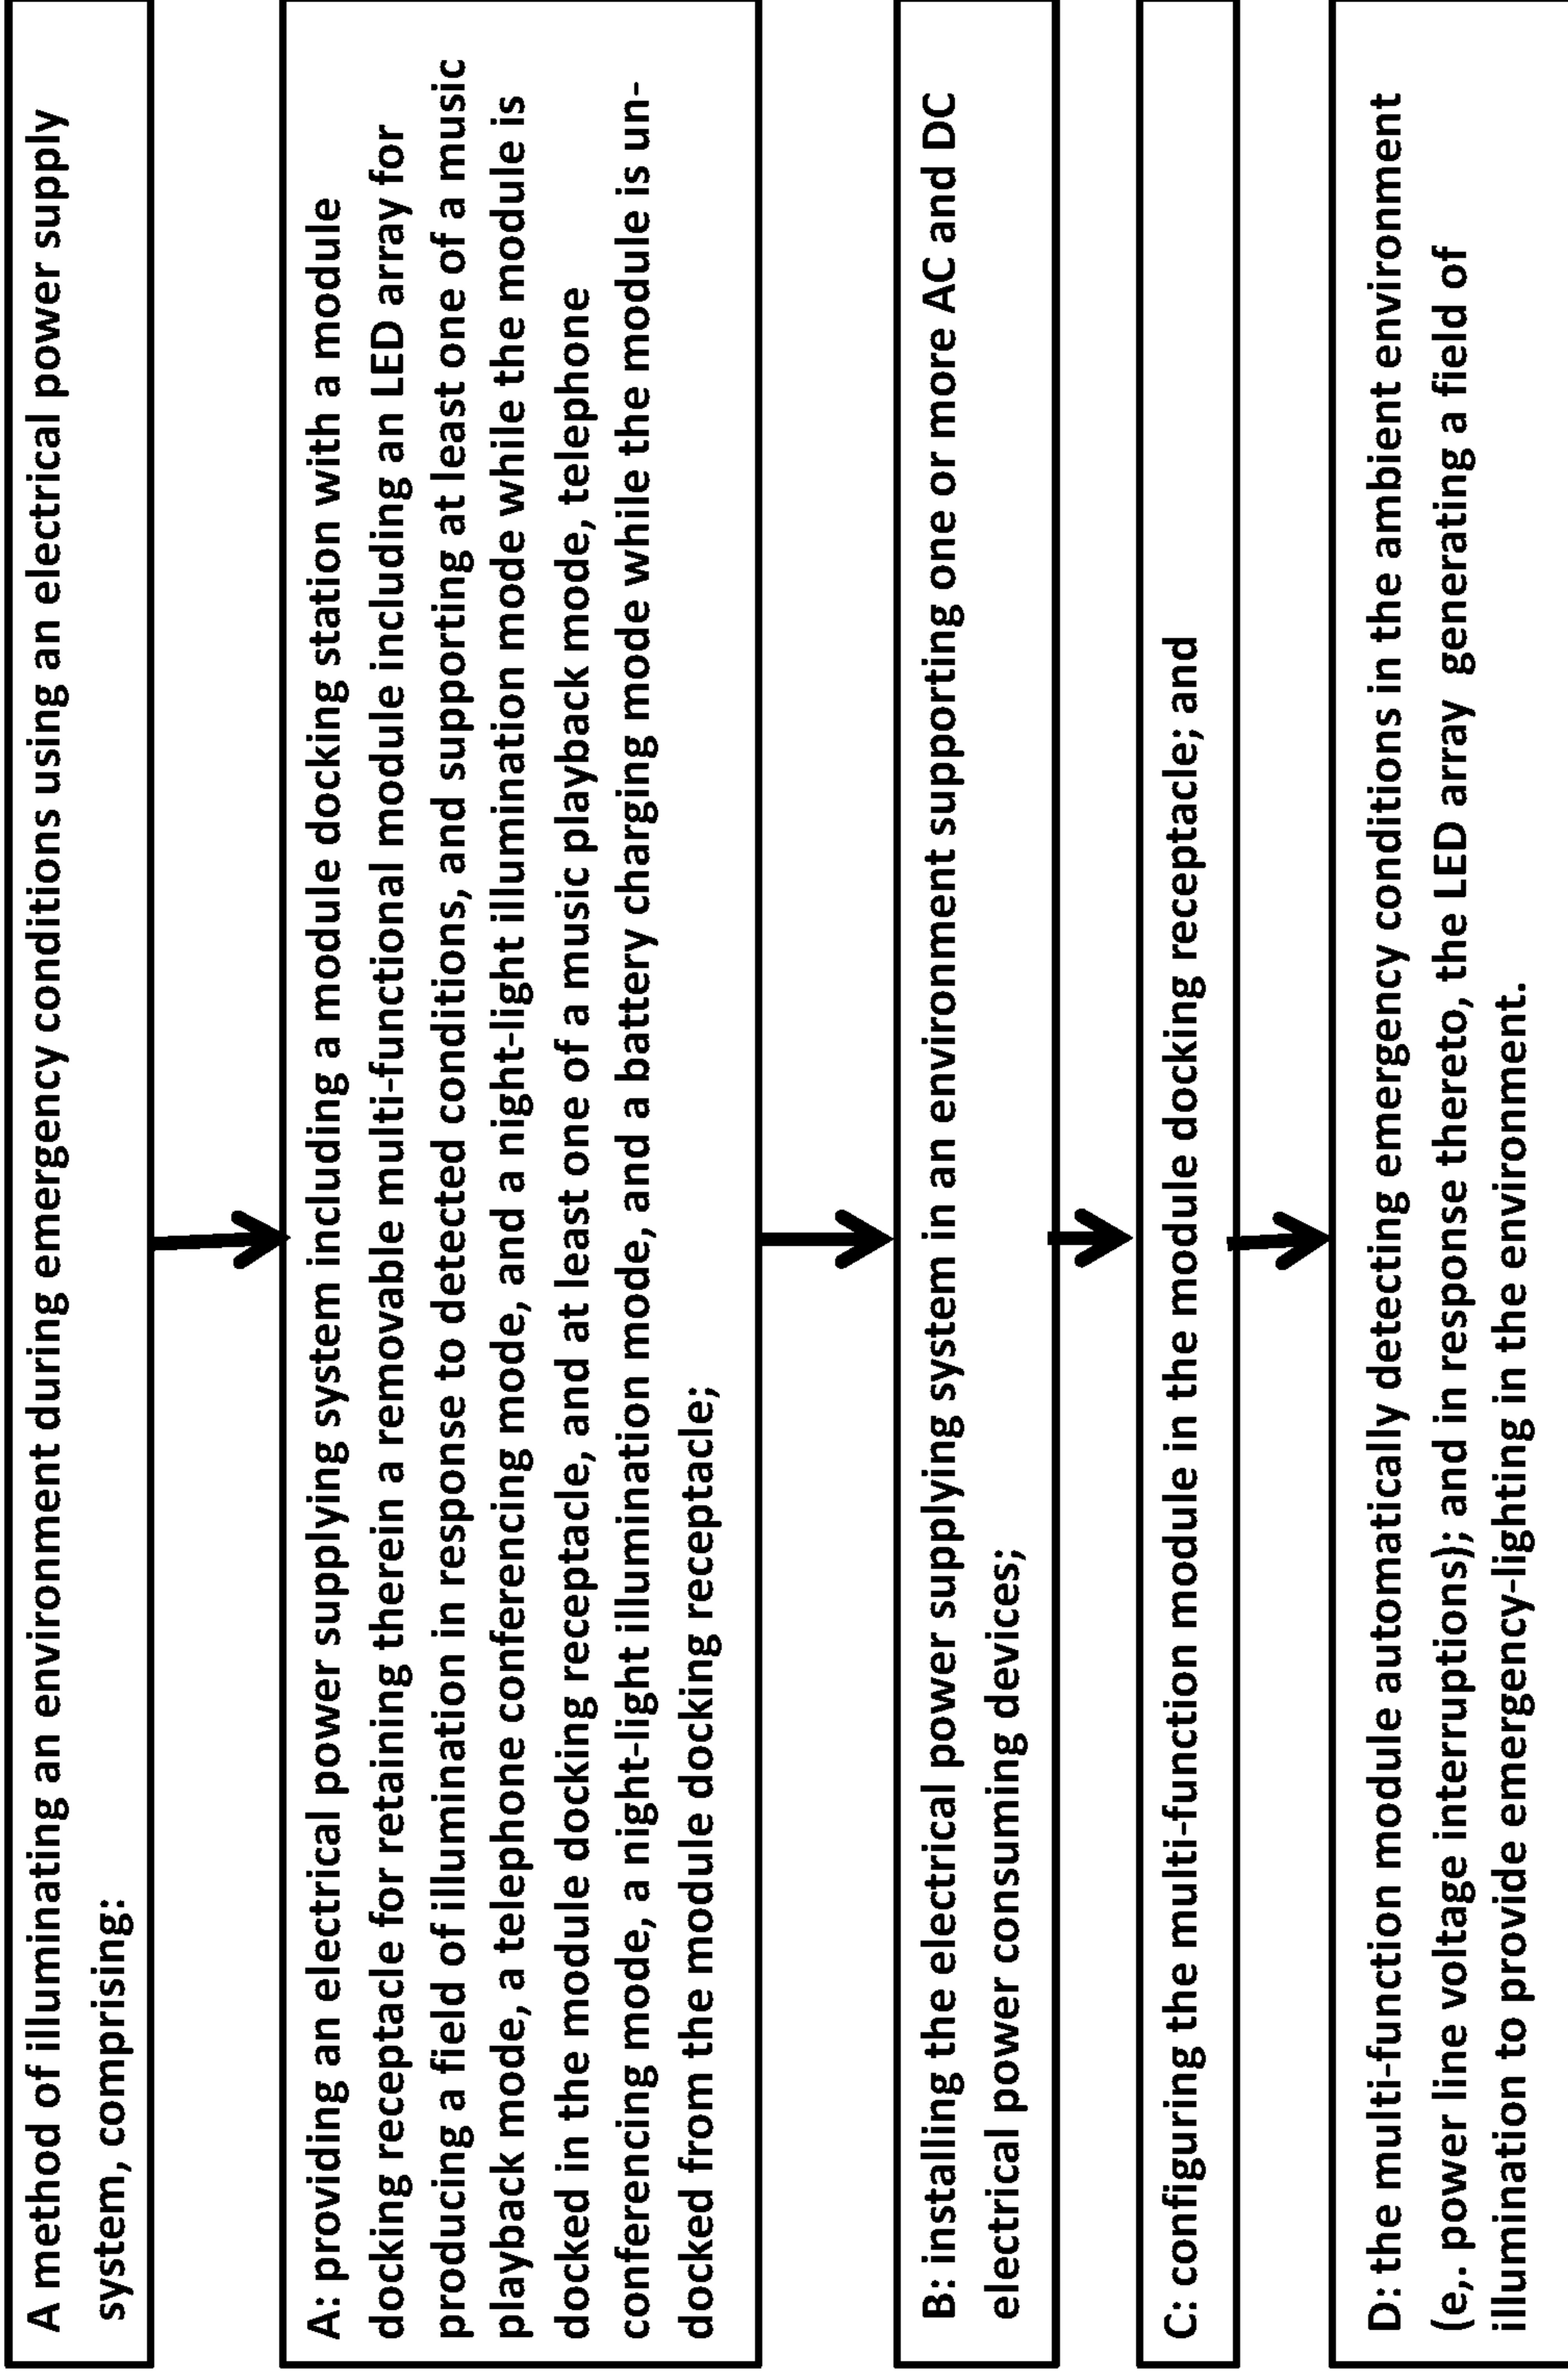 A method of illuminating an environment during emergency conditions using an electrical power supply
system, comprising:
A: providing an electrical power supplying system including a module docking station with a module
docking receptacle for retaining therein a removable multi-functional module including an LED array for
producing a field of illumination in response to detected conditions, and supporting at least one of a music
playback mode, a telephone conferencing mode, and a night-light illumination mode while the module is
docked in the module docking receptacle, and at least one of a music playback mode, telephone
conferencing mode, a night-light illumination mode, and a battery charging mode while the module is un-
docked from the module docking receptacle;
B: installing the electrical power supplying system in an environment supporting one or more AC and DC
electrical power consuming devices;
C: configuring the multi-function module in the module docking receptacle; and
D: the multi-function module automatically detecting emergency conditions in the ambient environment
(e,. power line voltage interruptions); and in response thereto, the LED array generating a field of
illumination to provide emergency-lighting in the environment.